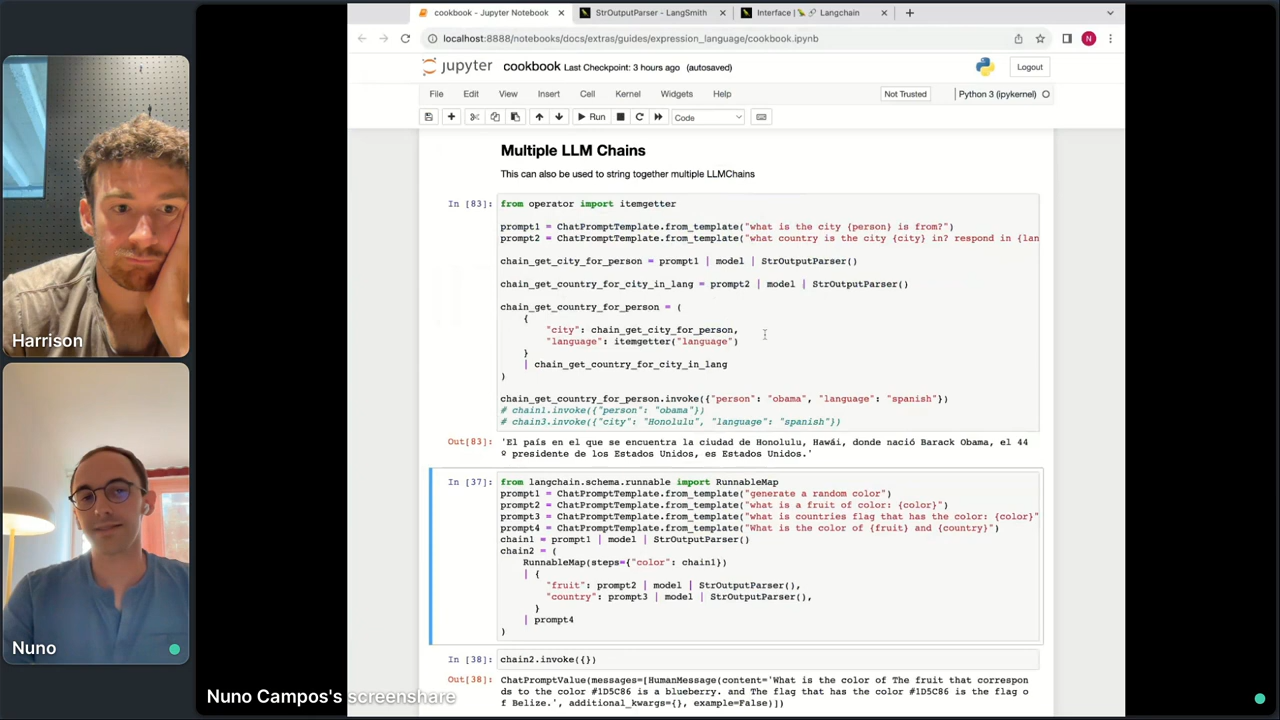 cookbook - Jupyter Notebook
StrOutputParser - LangSmith
Interface | 🦜️🔗 Langchain
localhost:8888/notebooks/docs/extras/guides/expression_language/cookbook.ipynb
N
jupyter cookbook Last Checkpoint: 3 hours ago (autosaved)
Logout
File Edit View Insert Cell Kernel Widgets Help
Not Trusted
Python 3 (ipykernel)
Run
Code
Multiple LLM Chains
This can also be used to string together multiple LLMChains
In [83]:
from operator import itemgetter
prompt1 = ChatPromptTemplate.from_template("what is the city {person} is from?")
prompt2 = ChatPromptTemplate.from_template("what country is the city {city} in? respond in {lan
chain_get_city_for_person = prompt1 | model | StrOutputParser()
chain_get_country_for_city_in_lang = prompt2 | model | StrOutputParser()
chain_get_country_for_person = (
{
"city": chain_get_city_for_person,
"language": itemgetter("language")
}
| chain_get_country_for_city_in_lang
)
chain_get_country_for_person.invoke({"person": "obama", "language": "spanish"})
# chain1.invoke({"person": "obama"})
# chain3.invoke({"city": "Honolulu", "language": "spanish"})
Out[83]:
'El país en el que se encuentra la ciudad de Honolulu, Hawái, donde nació Barack Obama, el 44
º presidente de los Estados Unidos, es Estados Unidos.'
In [37]:
from langchain.schema.runnable import RunnableMap
prompt1 = ChatPromptTemplate.from_template("generate a random color")
prompt2 = ChatPromptTemplate.from_template("what is a fruit of color: {color}")
prompt3 = ChatPromptTemplate.from_template("what is countries flag that has the color: {color}"
prompt4 = ChatPromptTemplate.from_template("What is the color of {fruit} and {country}")
chain1 = prompt1 | model | StrOutputParser()
chain2 = (
RunnableMap(steps={"color": chain1})
| {
"fruit": prompt2 | model | StrOutputParser(),
"country": prompt3 | model | StrOutputParser(),
}
| prompt4
)
In [38]:
chain2.invoke({})
Out[38]:
ChatPromptValue(messages=[HumanMessage(content='What is the color of The fruit that correspon
ds to the color #1D5C86 is a blueberry. and The flag that has the color #1D5C86 is the flag o
f Belize.', additional_kwargs={}, example=False)])
Harrison
Nuno
Nuno Campos's screenshare